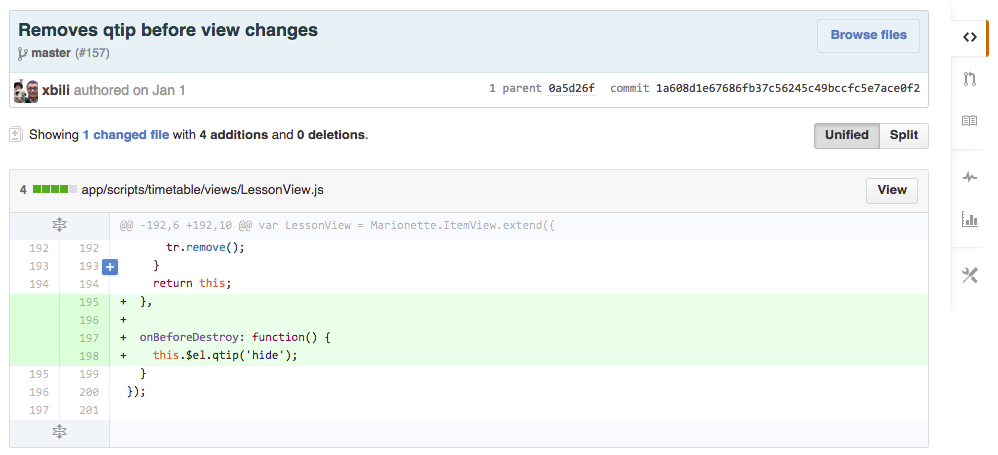 Removes qtip before view changes
Browse files
master (#157)
xbili authored on Jan 1
1 parent 0a5d26f commit 1a608d1e67686fb37c56245c49bccfc5e7ace0f2
Showing 1 changed file with 4 additions and 0 deletions.
Unified Split
4 app/scripts/timetable/views/LessonView.js
View
@@ -192,6 +192,10 @@ var LessonView = Marionette.ItemView.extend({
192 192 tr.remove();
193 193 + }
194 194 return this;
195 + },
196 +
197 + onBeforeDestroy: function() {
198 + this.$el.qtip('hide');
195 199 }
196 200 });
197 201